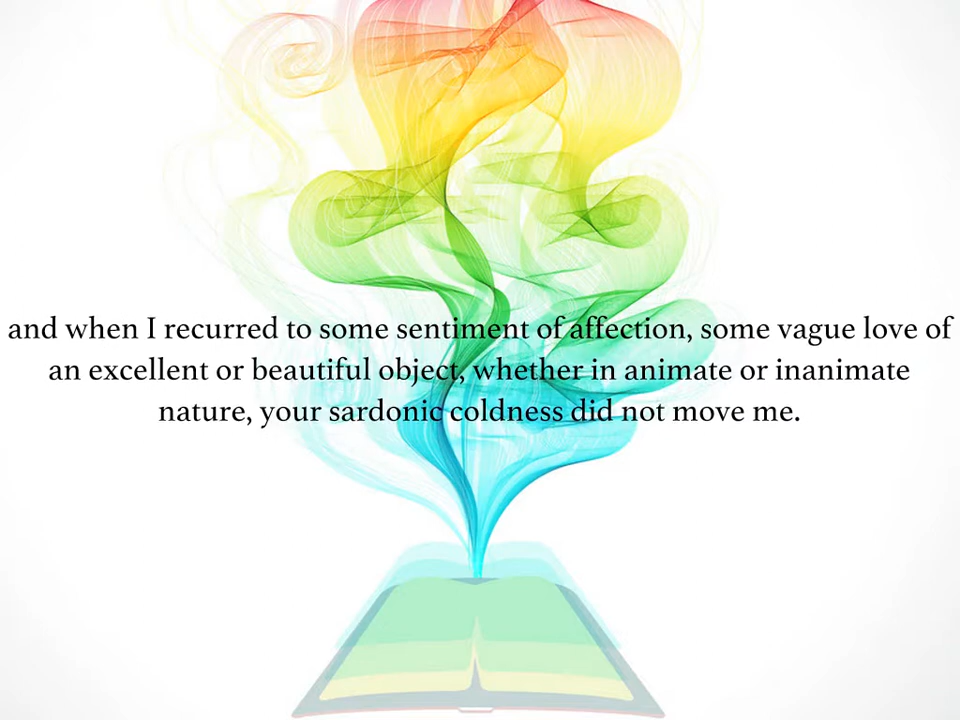 and when I recurred to some sentiment of affection, some vague love of
an excellent or beautiful object, whether in animate or inanimate
nature, your sardonic coldness did not move me.